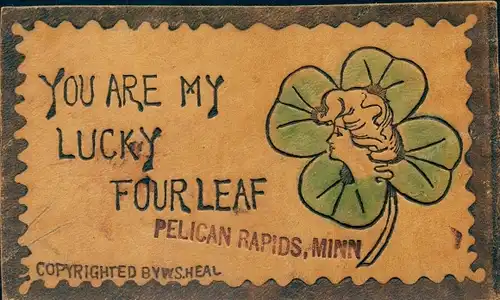 YOU ARE MY
LUCKY
FOUR LEAF
PELICAN RAPIDS, MINN
COPYRIGHTED BY W.S.HEAL